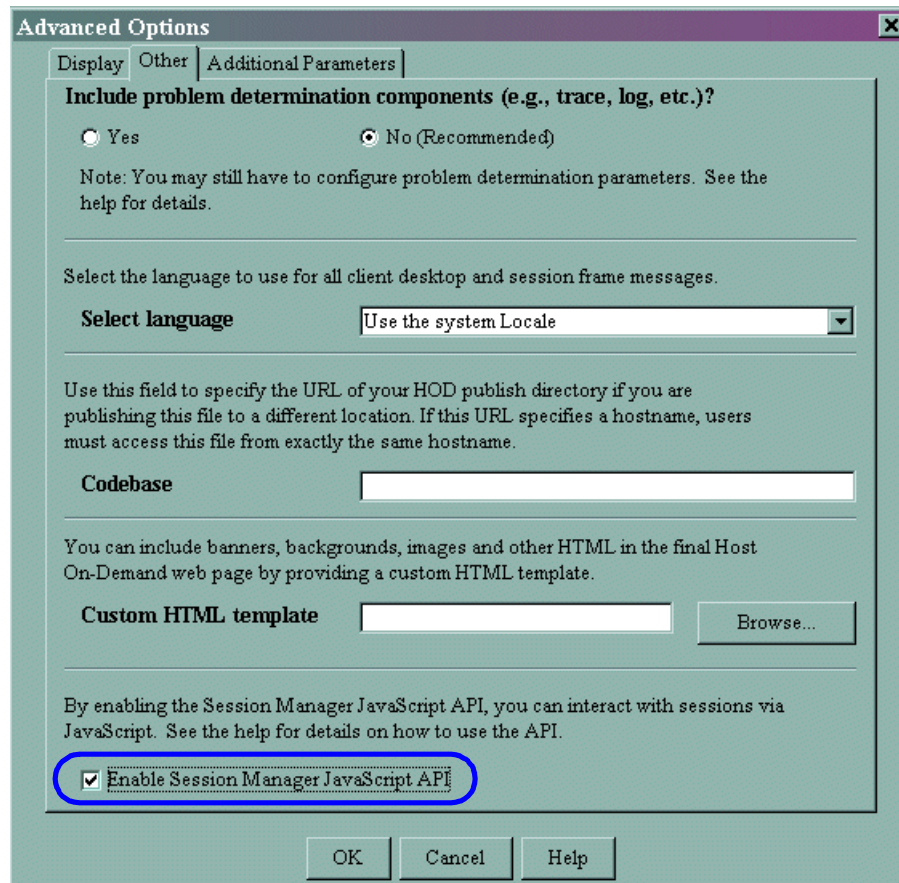 Advanced Options
Display Other Additional Parameters
Include problem determination components (e.g., trace, log, etc.)?
Yes No (Recommended)
Note: You may still have to configure problem determination parameters. See the
help for details.
Select the language to use for all client desktop and session frame messages.
Select language Use the system Locale
Use this field to specify the URL of your HOD publish directory if you are
publishing this file to a different location. If this URL specifies a hostname, users
must access this file from exactly the same hostname.
Codebase
You can include banners, backgrounds, images and other HTML in the final Host
On-Demand web page by providing a custom HTML template.
Custom HTML template Browse...
By enabling the Session Manager JavaScript API, you can interact with sessions via
JavaScript. See the help for details on how to use the API.
Enable Session Manager JavaScript API
OK Cancel Help